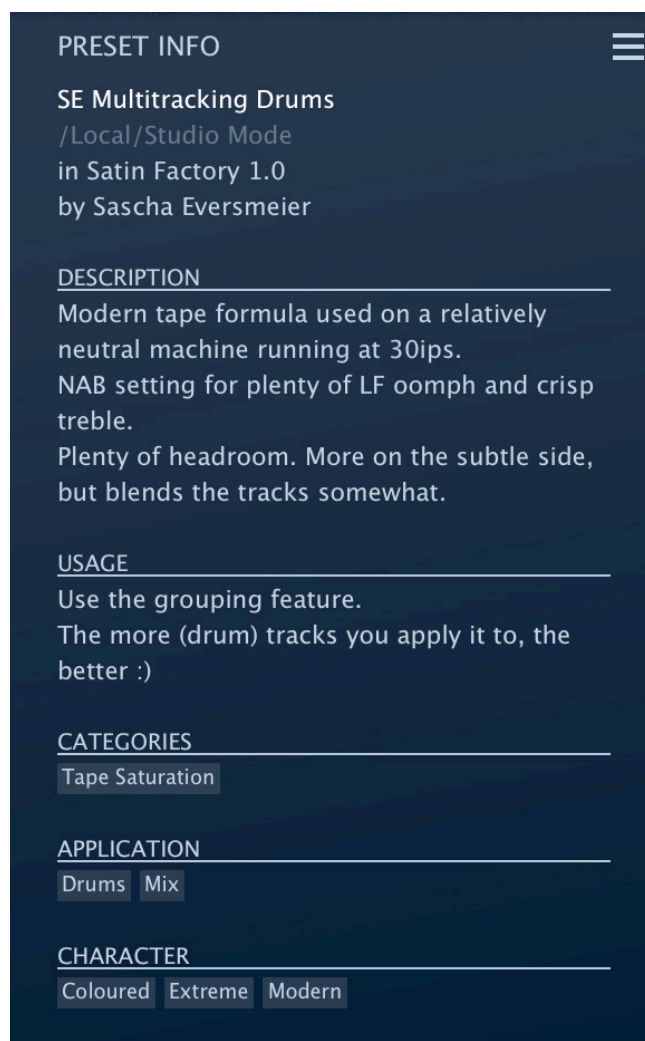 PRESET INFO
SE Multitracking Drums
/Local/Studio Mode
in Satin Factory 1.0
by Sascha Eversmeier
DESCRIPTION
Modern tape formula used on a relatively
neutral machine running at 30ips.
NAB setting for plenty of LF oomph and crisp
treble.
Plenty of headroom. More on the subtle side,
but blends the tracks somewhat.
USAGE
Use the grouping feature.
The more (drum) tracks you apply it to, the
better :)
CATEGORIES
Tape Saturation
APPLICATION
Drums Mix
CHARACTER
Coloured Extreme Modern